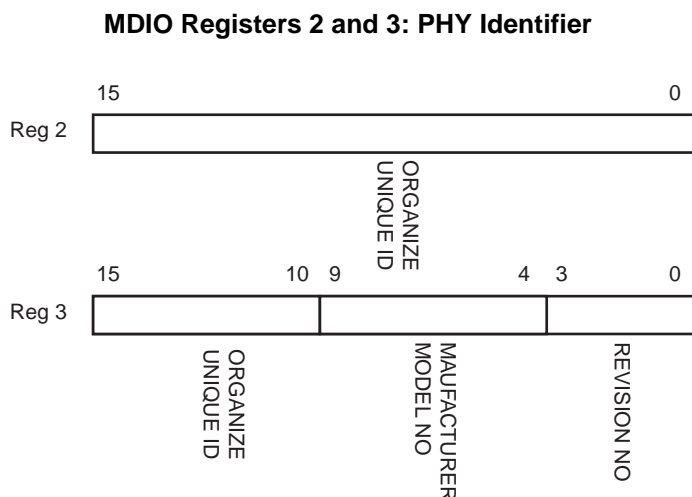 MDIO Registers 2 and 3: PHY Identifier
15 0
Reg 2
ORGANIZE
UNIQUE ID
15 10 9 4 3 0
Reg 3
ORGANIZE
UNIQUE ID
MAUFACTURER
MODEL NO
REVISION NO